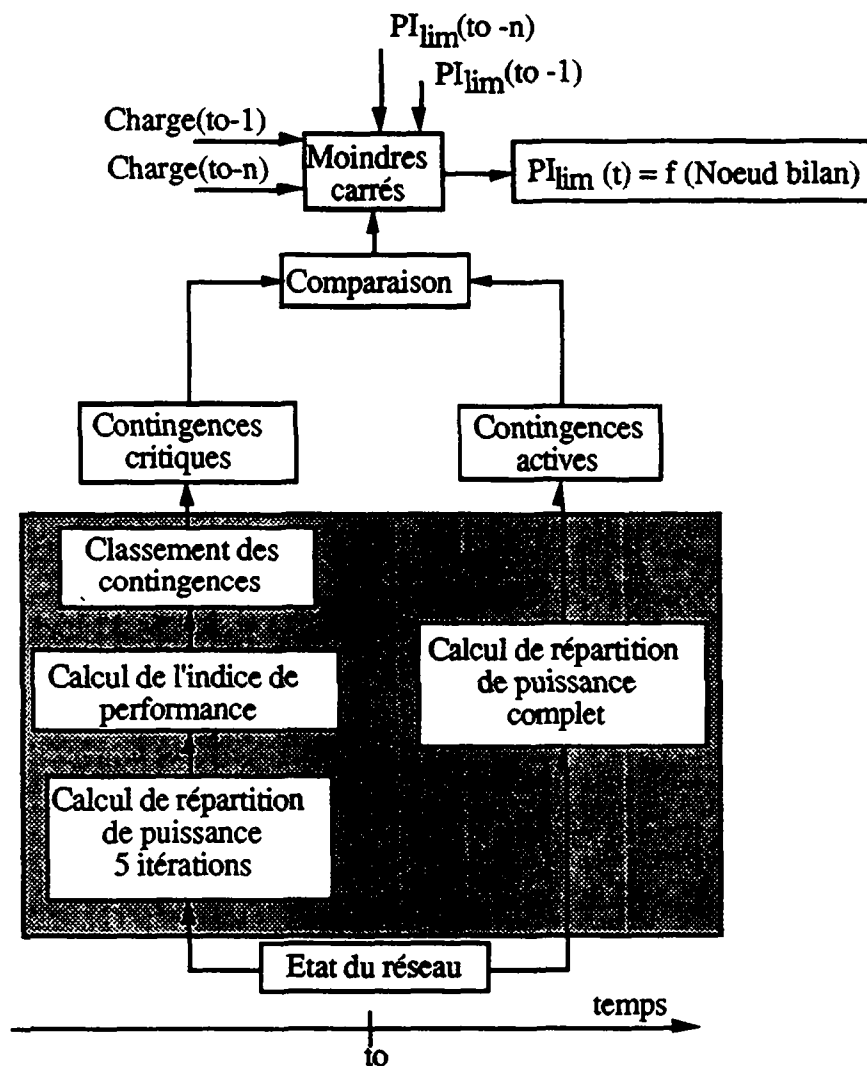 PIlim(to -n)
PIlim(to -1)
Charge(to-1)
Charge(to-n)
Moindres
carrés
PIlim (t) = f (Noeud bilan)
Comparaison
Contingences
critiques
Contingences
actives
Classement des
contingences
Calcul de l'indice de
performance
Calcul de répartition
de puissance
complet
Calcul de répartition
de puissance
5 itérations
Etat du réseau
temps
to